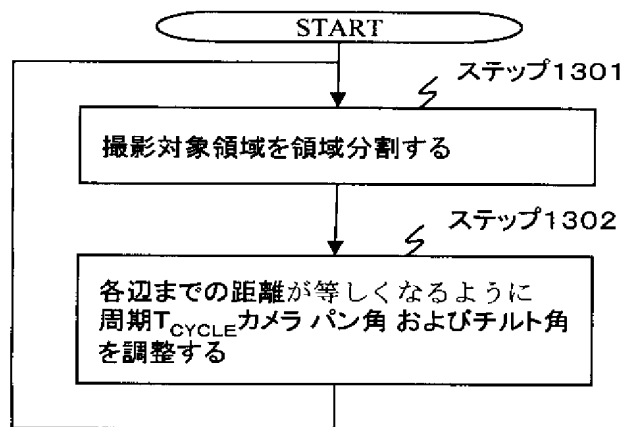 START
ステップ1301
撮影対象領域を領域分割する
ステップ1302
各辺までの距離が等しくなるように
周期TCYCLEカメラ パン角 およびチルト角
を調整する